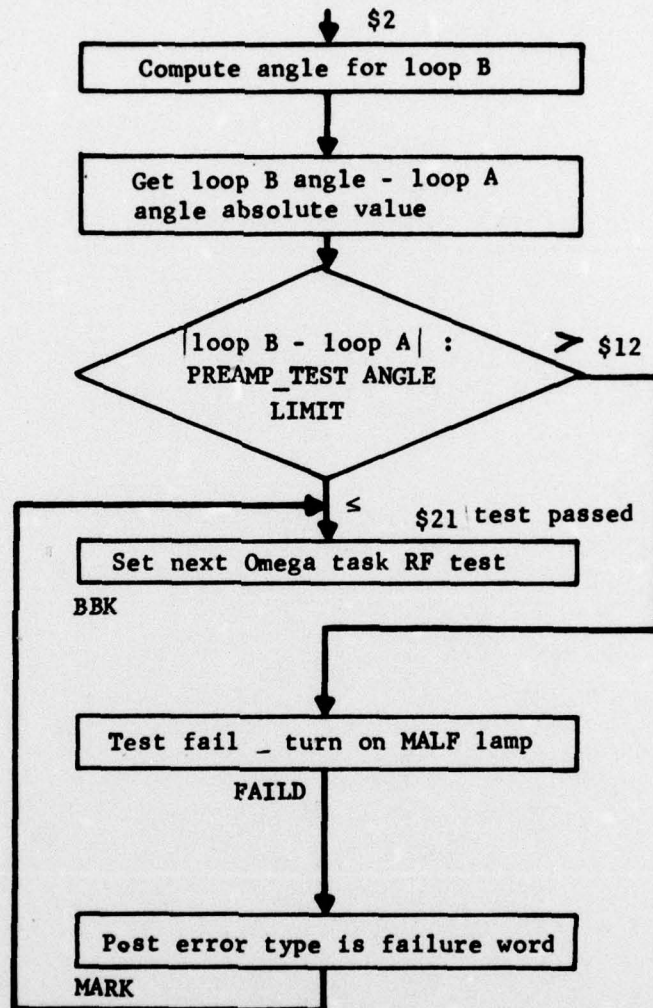 $2
Compute angle for loop B
Get loop B angle - loop A
angle absolute value
|loop B - loop A| :
PREAMP_TEST ANGLE
LIMIT
> $12
≤
$21 test passed
Set next Omega task RF test
BBK
Test fail _ turn on MALF lamp
FAILD
Post error type is failure word
MARK